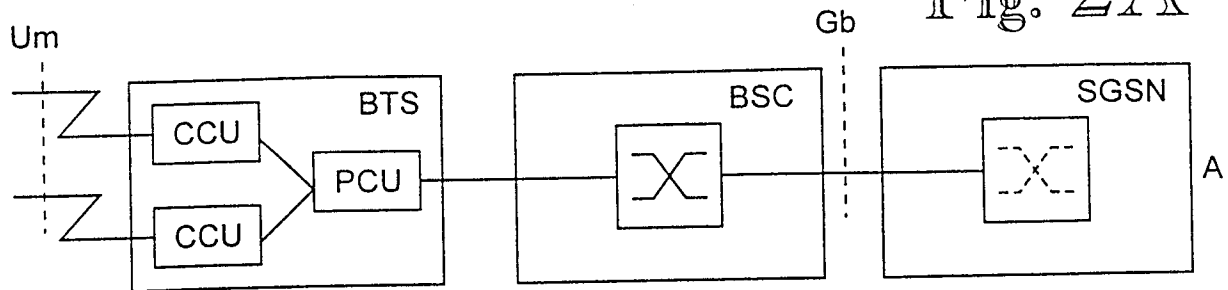 Fig. 2A
Um
Gb
BTS
BSC
SGSN
CCU
PCU
CCU
A